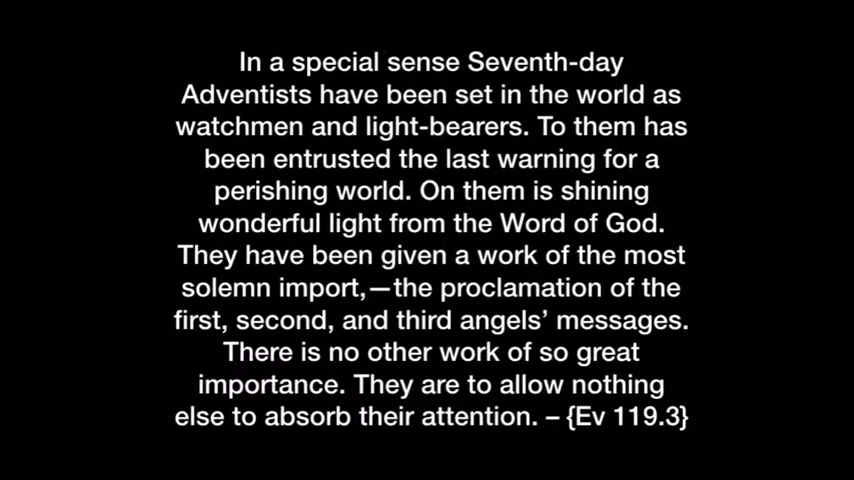 In a special sense Seventh-day
Adventists have been set in the world as
watchmen and light-bearers. To them has
been entrusted the last warning for a
perishing world. On them is shining
wonderful light from the Word of God.
They have been given a work of the most
solemn import,—the proclamation of the
first, second, and third angels’ messages.
There is no other work of so great
importance. They are to allow nothing
else to absorb their attention. – {Ev 119.3}